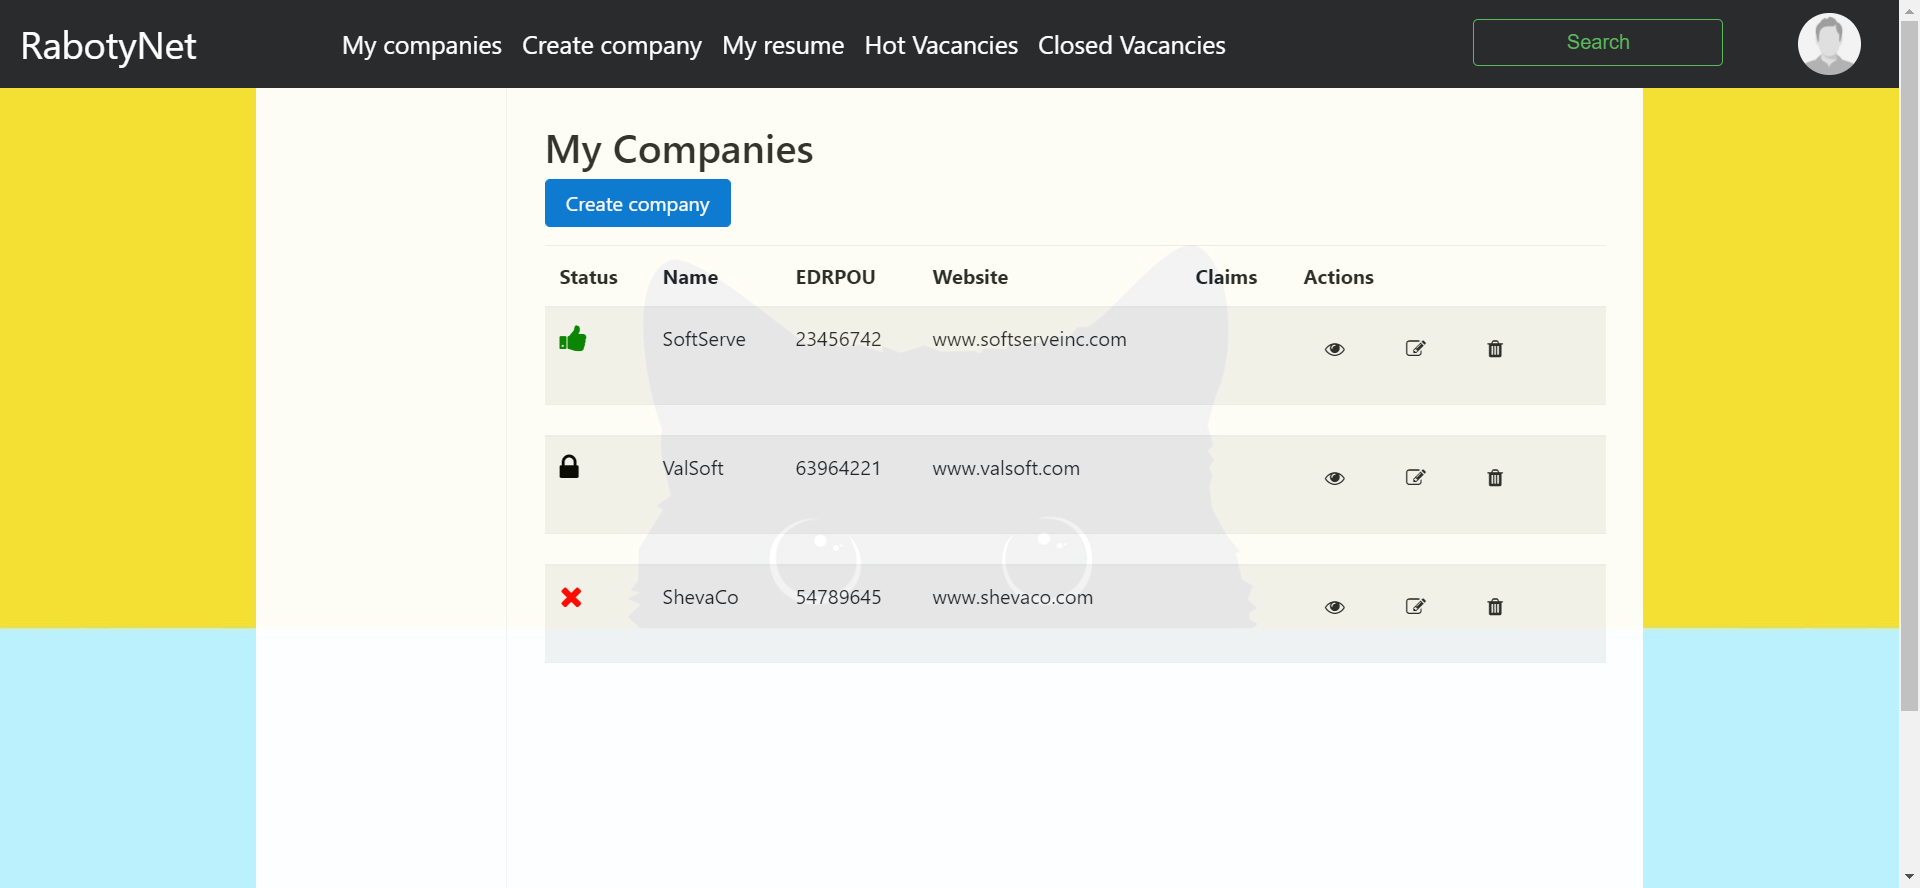 RabotyNet My companies Create company My resume Hot Vacancies Closed Vacancies Search
My Companies
Create company
Status Name EDRPOU Website Claims Actions
SoftServe 23456742 www.softserveinc.com
ValSoft 63964221 www.valsoft.com
ShevaCo 54789645 www.shevaco.com